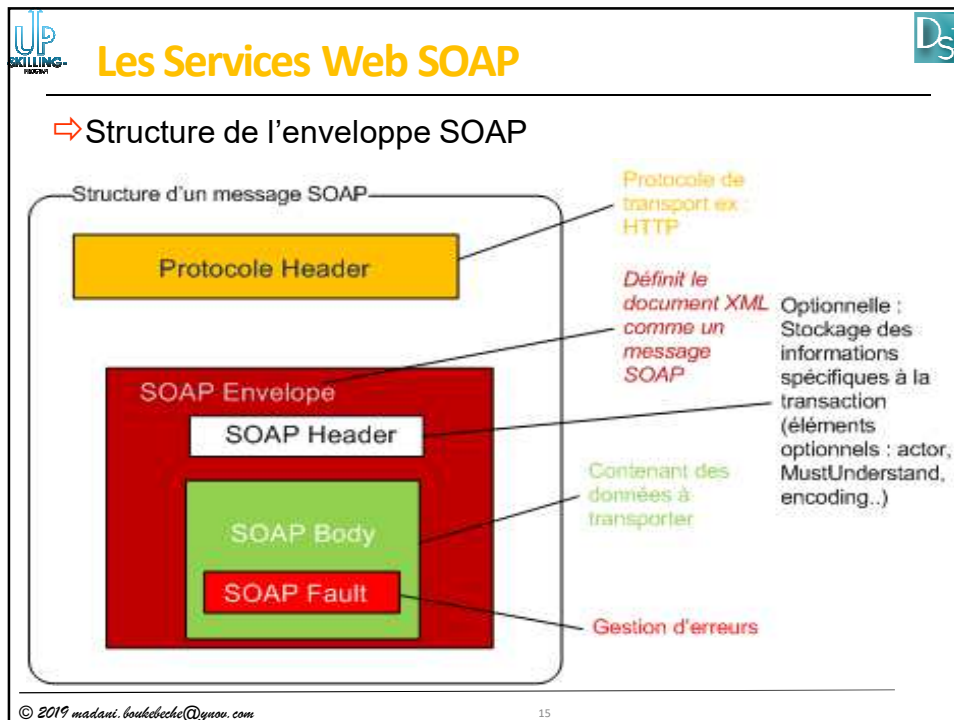 UP
SKILLING-
PROGRAM
Les Services Web SOAP
DS
⇨Structure de l'enveloppe SOAP
Structure d'un message SOAP
Protocole Header
SOAP Envelope
SOAP Header
SOAP Body
SOAP Fault
Protocole de
transport ex :
HTTP
Définit le
document XML
comme un
message
SOAP
Optionnelle :
Stockage des
informations
spécifiques à la
transaction
(éléments
optionnels : actor,
MustUnderstand,
encoding..)
Contenant des
données à
transporter
Gestion d'erreurs
© 2019 madani.boukebeche@ynov.com
15